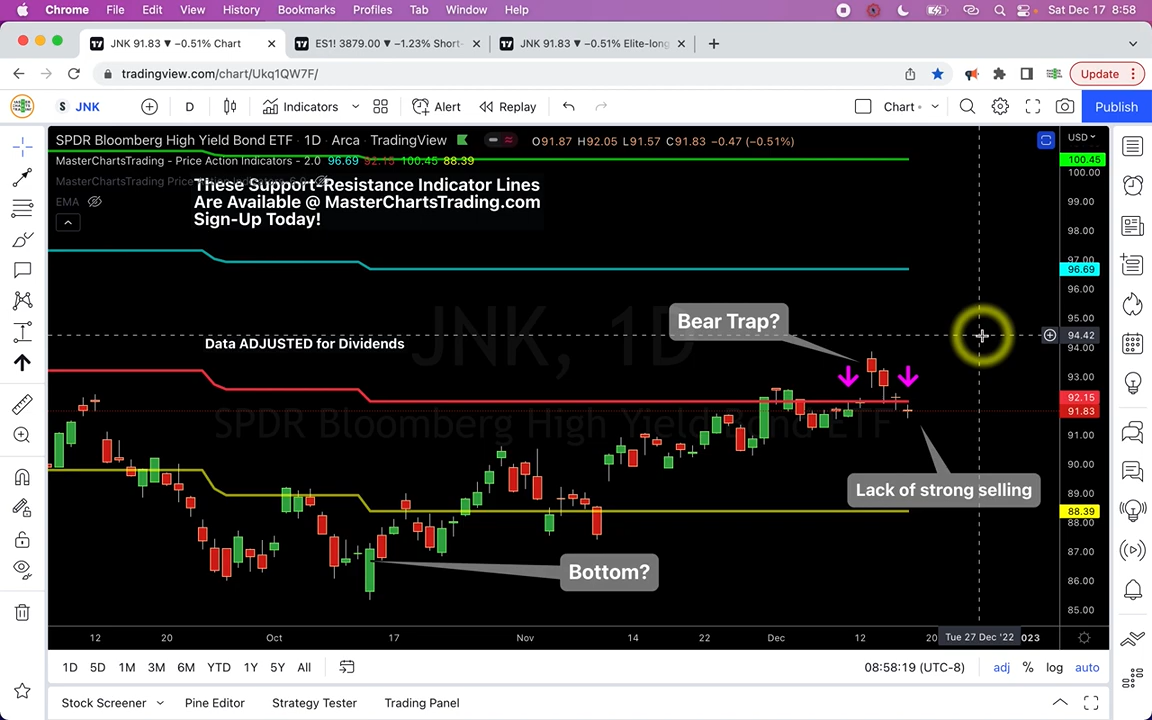 Chrome File Edit View History Bookmarks Profiles Tab Window Help Sat Dec 17 8:58
JNK 91.83 ▼ −0.51% Chart
ES1! 3879.00 ▼ −1.23% Short-
JNK 91.83 ▼ −0.51% Elite-long
tradingview.com/chart/Ukq1QW7F/
Update
S JNK D Indicators Alert Replay Chart Publish
SPDR Bloomberg High Yield Bond ETF · 1D · Arca · TradingView O91.87 H92.05 L91.57 C91.83 −0.47 (−0.51%)
USD
MasterChartsTrading - Price Action Indicators - 2.0 96.69 92.15 100.45 88.39
MasterChartsTrading Price
EMA
These Support-Resistance Indicator Lines
Are Available @ MasterChartsTrading.com
Sign-Up Today!
100.45
100.00
99.00
98.00
97.00
96.69
96.00
95.00
94.42
94.00
93.00
92.15
91.83
91.00
90.00
89.00
88.39
88.00
87.00
86.00
85.00
Bear Trap?
Data ADJUSTED for Dividends
JNK, 1D
SPDR Bloomberg High Yield Bond ETF
Lack of strong selling
Bottom?
12 20 Oct 17 Nov 14 22 Dec 12 20 Tue 27 Dec '22 023
1D 5D 1M 3M 6M YTD 1Y 5Y All 08:58:19 (UTC-8) adj % log auto
Stock Screener Pine Editor Strategy Tester Trading Panel